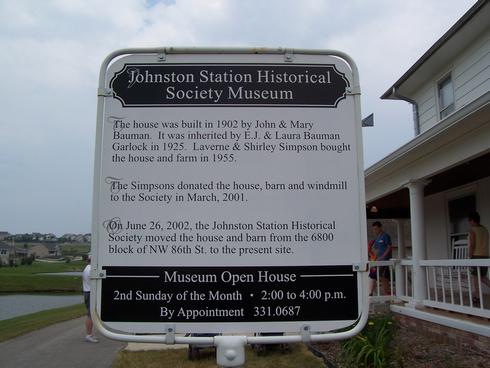 Johnston Station Historical
Society Museum
The house was built in 1902 by John & Mary
Bauman. It was inherited by E.J. & Laura Bauman
Garlock in 1925. Laverne & Shirley Simpson bought
the house and farm in 1955.
The Simpsons donated the house, barn and windmill
to the Society in March, 2001.
On June 26, 2002, the Johnston Station Historical
Society moved the house and barn from the 6800
block of NW 86th St. to the present site.
Museum Open House
2nd Sunday of the Month • 2:00 to 4:00 p.m.
By Appointment 331.0687